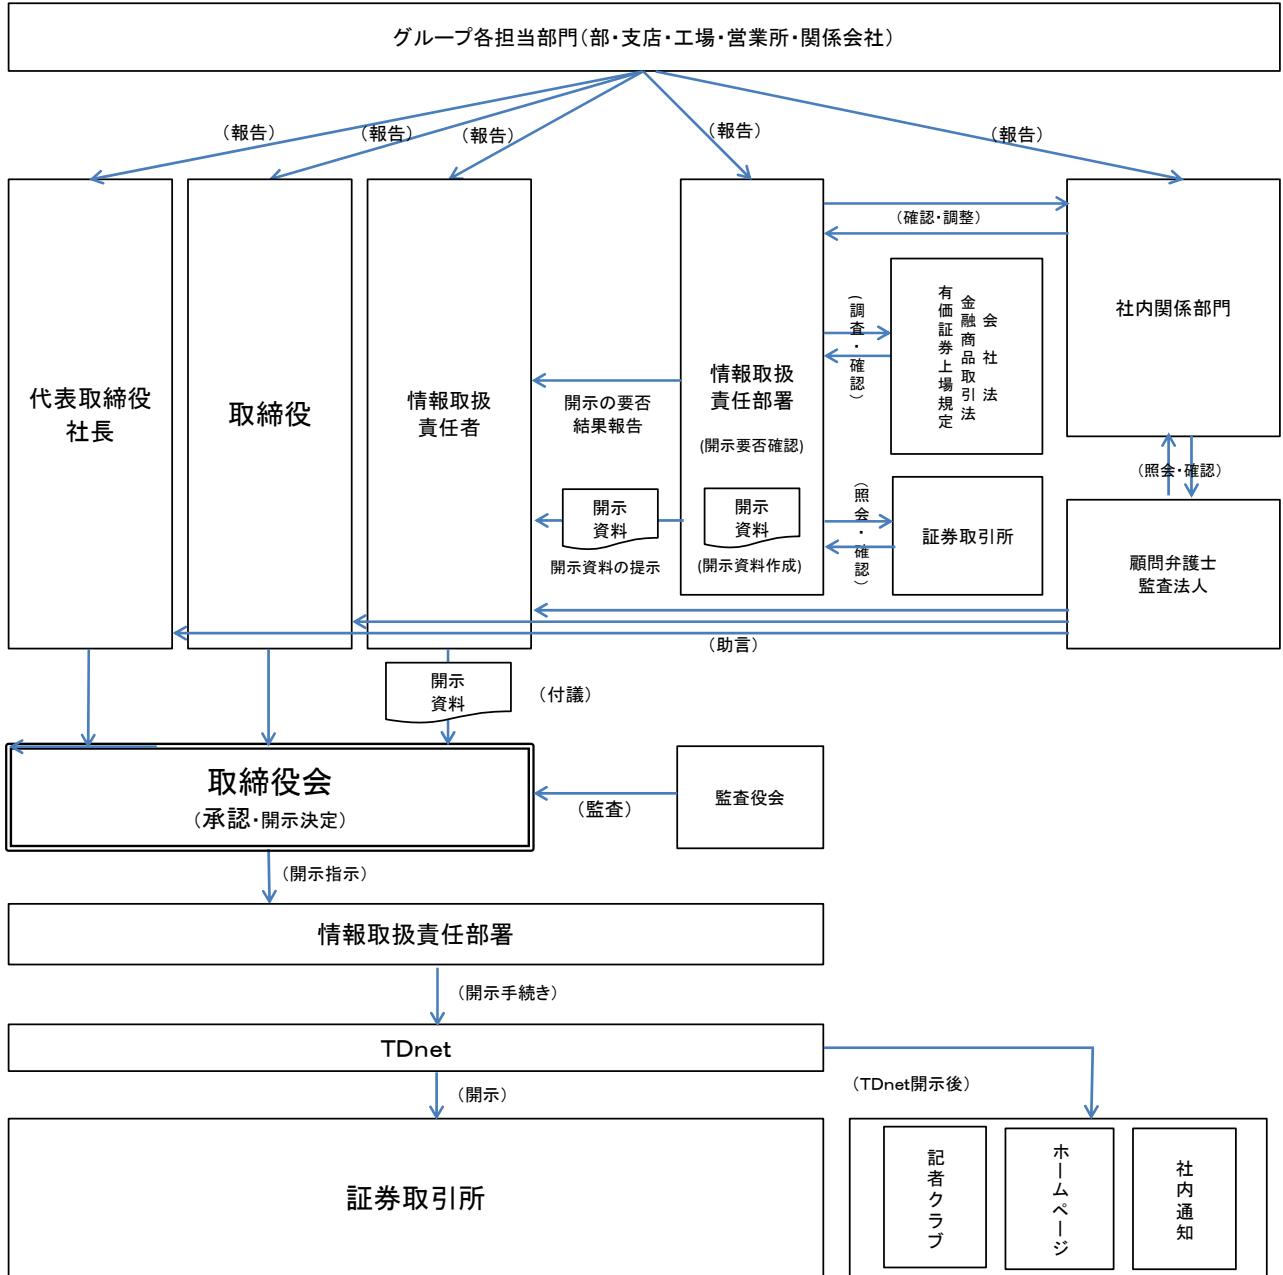 グループ各担当部門（部・支店・工場・営業所・関係会社）
（報告）
（報告）
（報告）
（報告）
（報告）
代表取締役
社長
取締役
情報取扱
責任者
開示の要否
結果報告
開示
資料
開示資料の提示
情報取扱
責任部署
(開示要否確認)
開示
資料
(開示資料作成)
（確認・調整）
（調査・確認）
会社法
金融商品取引法
有価証券上場規定
（照会・確認）
証券取引所
社内関係部門
（照会・確認）
顧問弁護士
監査法人
（助言）
開示
資料
（付議）
取締役会
（承認・開示決定）
（監査）
監査役会
（開示指示）
情報取扱責任部署
（開示手続き）
TDnet
（開示）
（TDnet開示後）
証券取引所
記者クラブ
ホームページ
社内通知